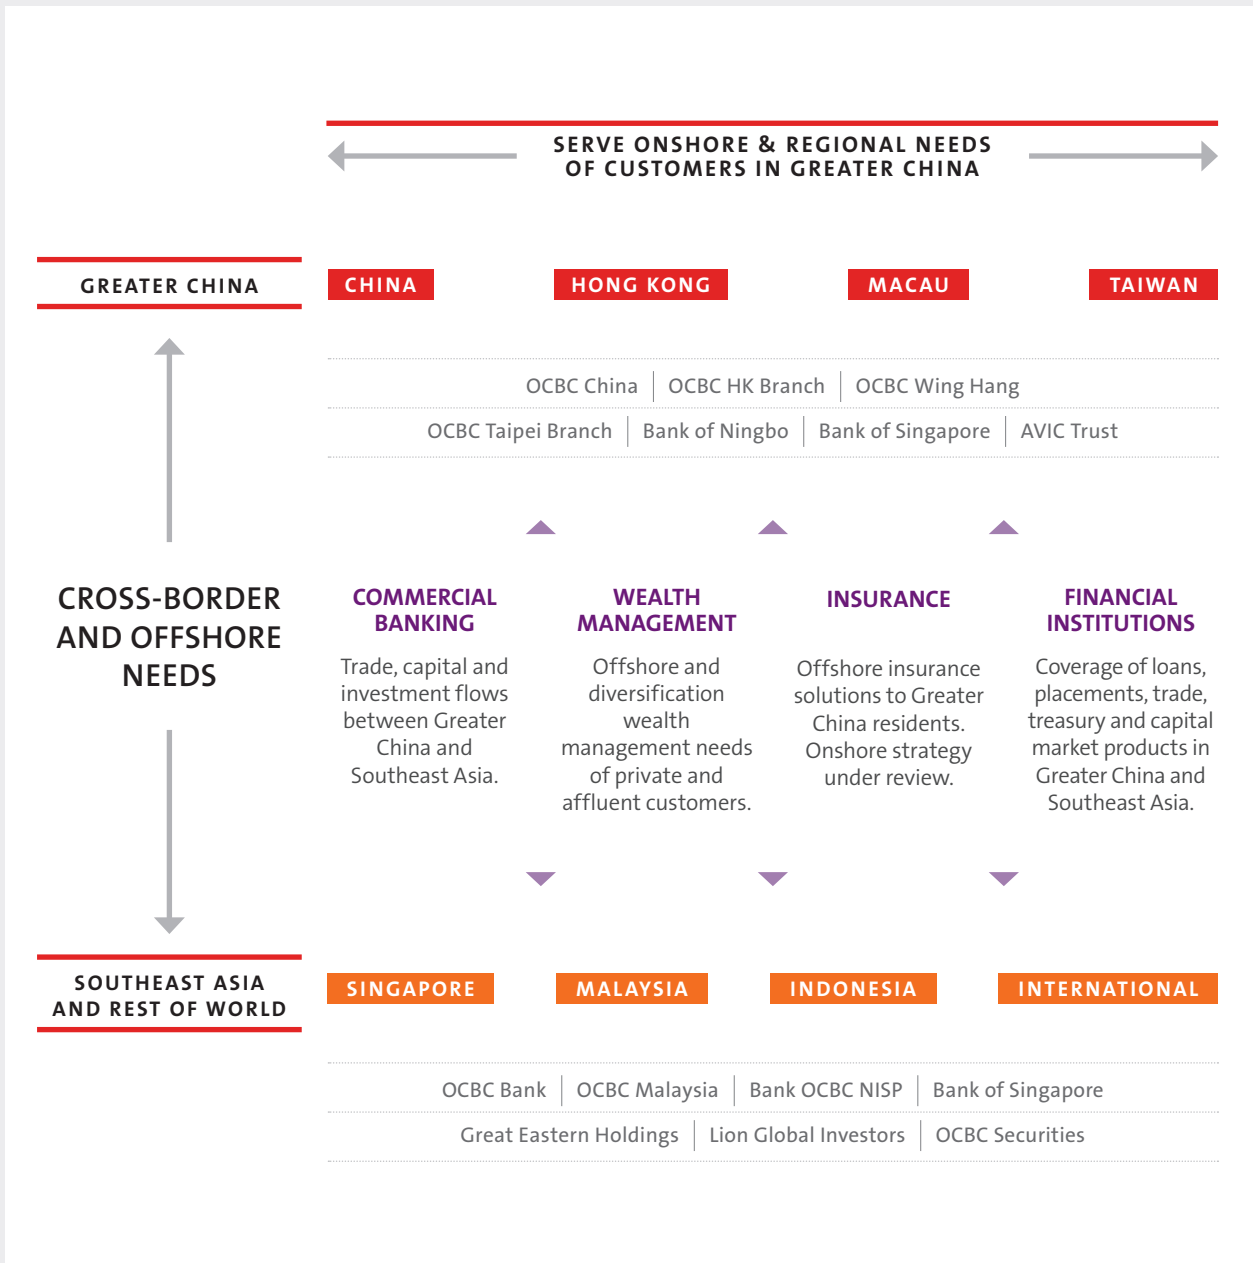 SERVE ONSHORE & REGIONAL NEEDS
OF CUSTOMERS IN GREATER CHINA
GREATER CHINA
CHINA
HONG KONG
MACAU
TAIWAN
OCBC China
OCBC HK Branch
OCBC Wing Hang
OCBC Taipei Branch
Bank of Ningbo
Bank of Singapore
AVIC Trust
CROSS-BORDER
AND OFFSHORE
NEEDS
COMMERCIAL
BANKING
Trade, capital and
investment flows
between Greater
China and
Southeast Asia.
WEALTH
MANAGEMENT
Offshore and
diversification
wealth
management needs
of private and
affluent customers.
INSURANCE
Offshore insurance
solutions to Greater
China residents.
Onshore strategy
under review.
FINANCIAL
INSTITUTIONS
Coverage of loans,
placements, trade,
treasury and capital
market products in
Greater China and
Southeast Asia.
SOUTHEAST ASIA
AND REST OF WORLD
SINGAPORE
MALAYSIA
INDONESIA
INTERNATIONAL
OCBC Bank
OCBC Malaysia
Bank OCBC NISP
Bank of Singapore
Great Eastern Holdings
Lion Global Investors
OCBC Securities